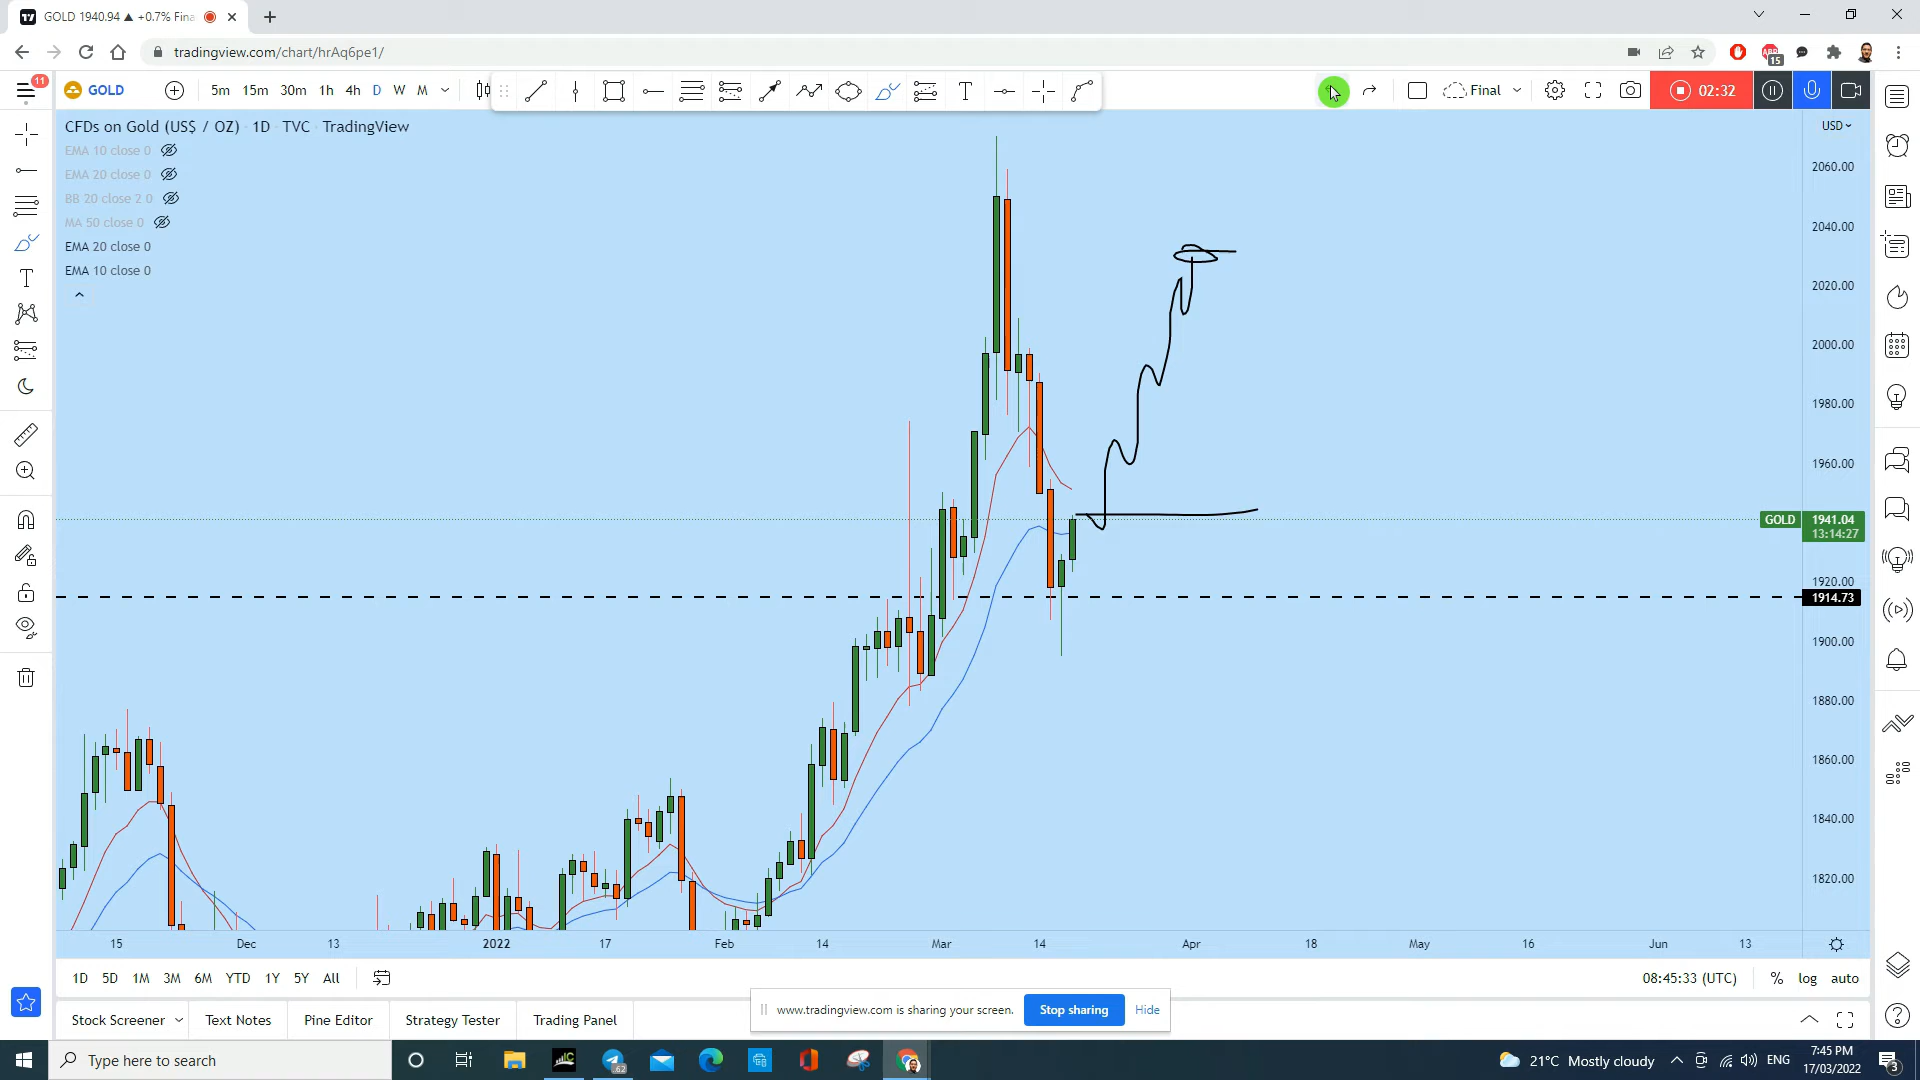 GOLD 1940.94 ▲ +0.7% Fina
tradingview.com/chart/hrAq6pe1/
15
11
GOLD
5m 15m 30m 1h 4h D W M
Final
02:32
CFDs on Gold (US$ / OZ) 1D TVC TradingView
USD
EMA 10 close 0
EMA 20 close 0
BB 20 close 2 0
MA 50 close 0
EMA 20 close 0
EMA 10 close 0
2060.00
2040.00
2020.00
2000.00
1980.00
1960.00
GOLD 1941.04
13:14:27
1920.00
1914.73
1900.00
1880.00
1860.00
1840.00
1820.00
15 Dec 13 2022 17 Feb 14 Mar 14 Apr 18 May 16 Jun 13
1D 5D 1M 3M 6M YTD 1Y 5Y All
08:45:33 (UTC) % log auto
Stock Screener Text Notes Pine Editor Strategy Tester Trading Panel
www.tradingview.com is sharing your screen. Stop sharing Hide
Type here to search
62
21°C Mostly cloudy
ENG
7:45 PM
17/03/2022
3